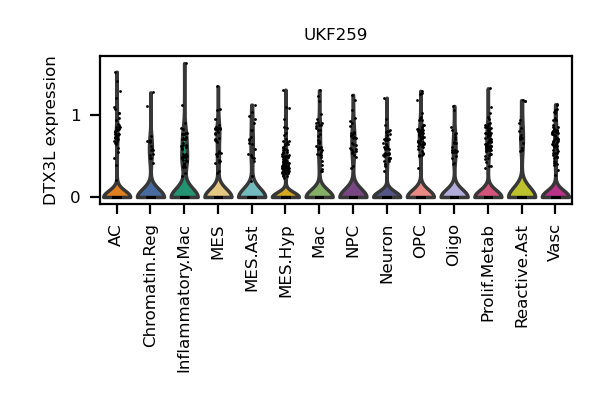 UKF259
DTX3L expression
1
0
AC
Chromatin.Reg
Inflammatory.Mac
MES
MES.Ast
MES.Hyp
Mac
NPC
Neuron
OPC
Oligo
Prolif.Metab
Reactive.Ast
Vasc